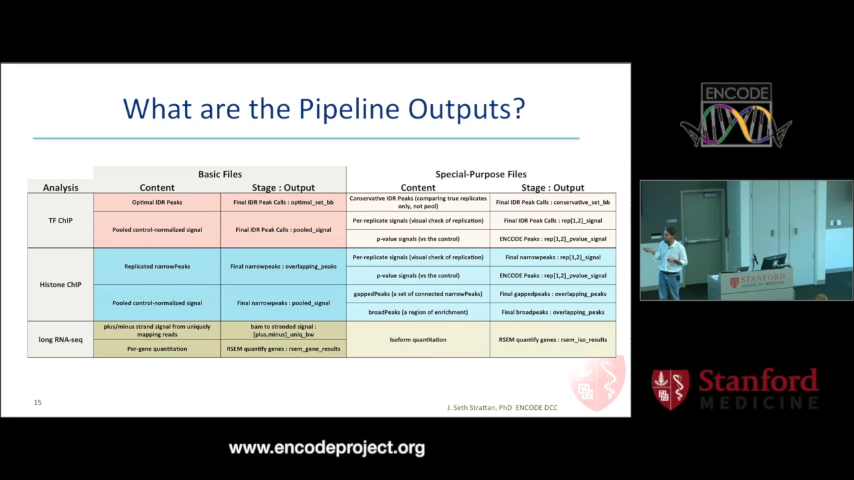 What are the Pipeline Outputs?
Basic Files
Special-Purpose Files
Analysis
Content
Stage : Output
Content
Stage : Output
TF ChIP
Optimal IDR Peaks
Final IDR Peak Calls : optimal_set_bb
Conservative IDR Peaks (comparing true replicates
only, not pool)
Final IDR Peak Calls : conservative_set_bb
Pooled control-normalized signal
Final IDR Peak Calls : pooled_signal
Per-replicate signals (visual check of replication)
Final IDR Peak Calls : rep[1,2]_signal
p-value signals (vs the control)
ENCODE Peaks : rep[1,2]_pvalue_signal
Histone ChIP
Replicated narrowPeaks
Final narrowpeaks : overlapping_peaks
Per-replicate signals (visual check of replication)
Final narrowpeaks : rep[1,2]_signal
p-value signals (vs the control)
ENCODE Peaks : rep[1,2]_pvalue_signal
Pooled control-normalized signal
Final narrowpeaks : pooled_signal
gappedPeaks (a set of connected narrowPeaks)
Final gappedpeaks : overlapping_peaks
broadPeaks (a region of enrichment)
Final broadpeaks : overlapping_peaks
long RNA-seq
plus/minus strand signal from uniquely
mapping reads
bam to stranded signal :
[plus,minus]_uniq_bw
Isoform quantitation
RSEM quantify genes : rsem_iso_results
Per-gene quantitation
RSEM quantify genes : rsem_gene_results
15
J. Seth Strattan, PhD ENCODE DCC
ENCODE
STANFORD
SCHOOL OF MEDICINE
Stanford
MEDICINE
www.encodeproject.org